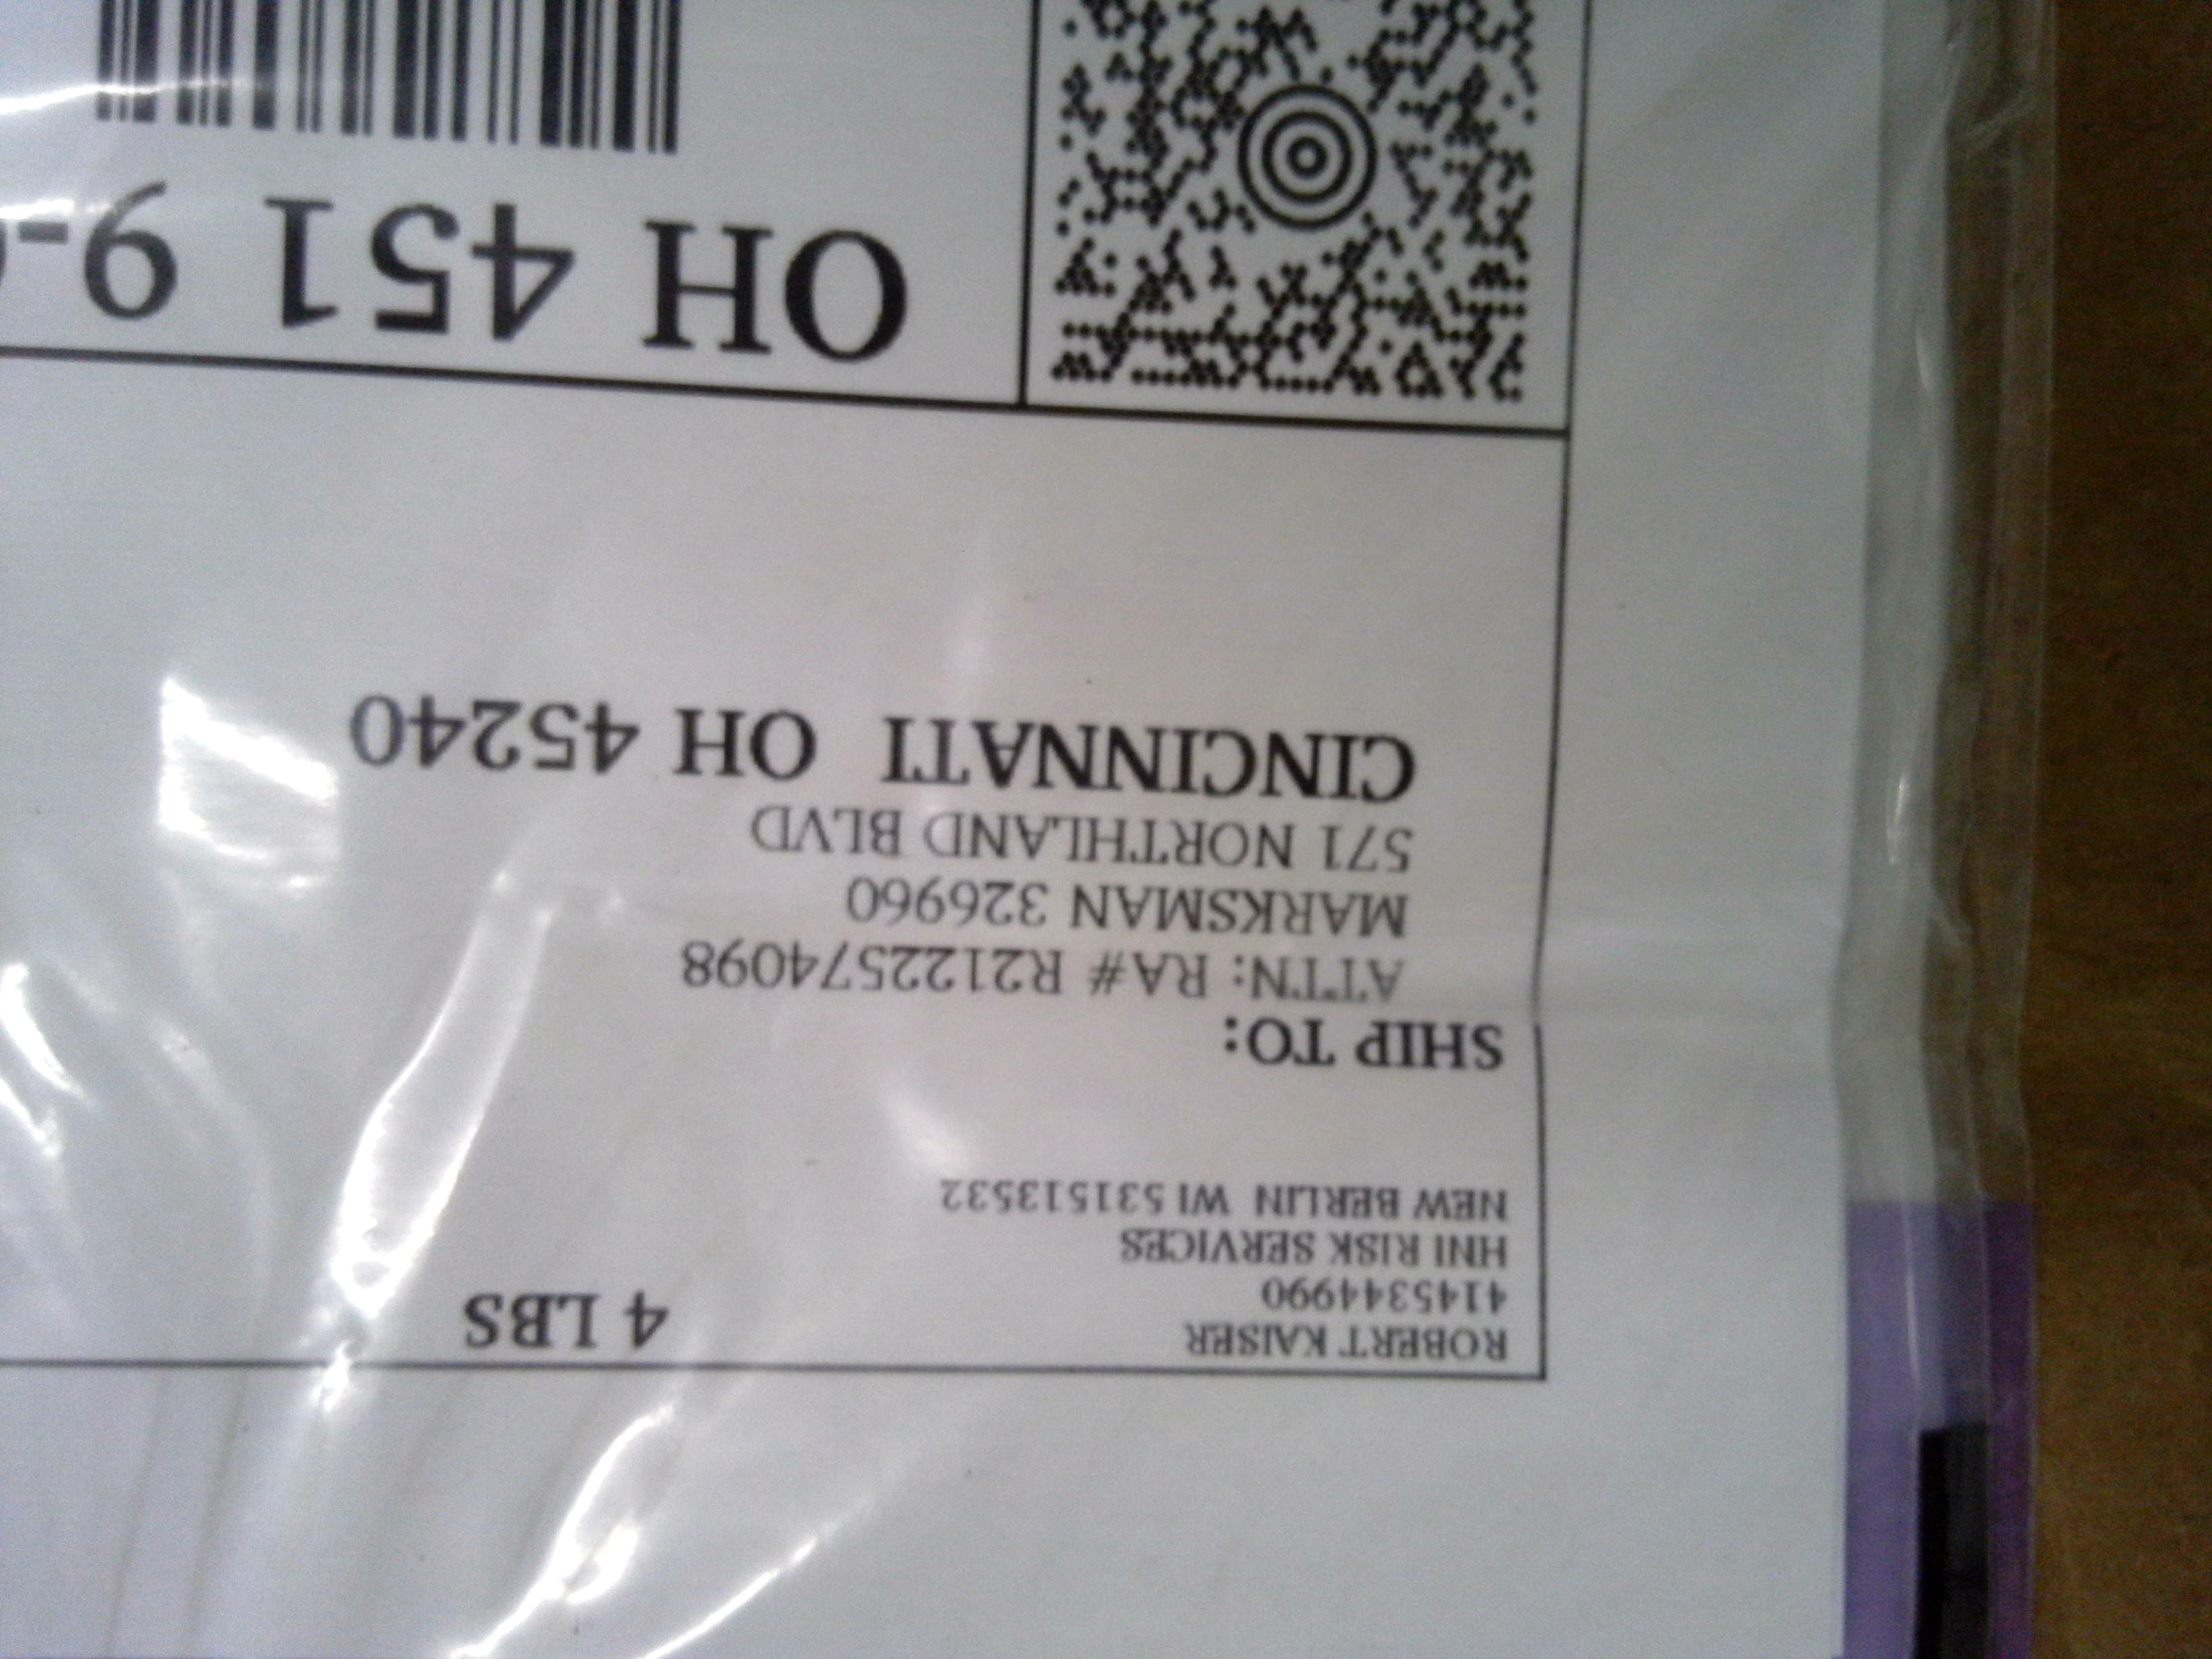 ROBERT KAISER
4145344990
HNI RISK SERVICES
NEW BERLIN WI 531513532
4 LBS
SHIP TO:
ATTN: RA# R2122574098
MARKSMAN 326960
571 NORTHLAND BLVD
CINCINNATI OH 45240
OH 451 9-